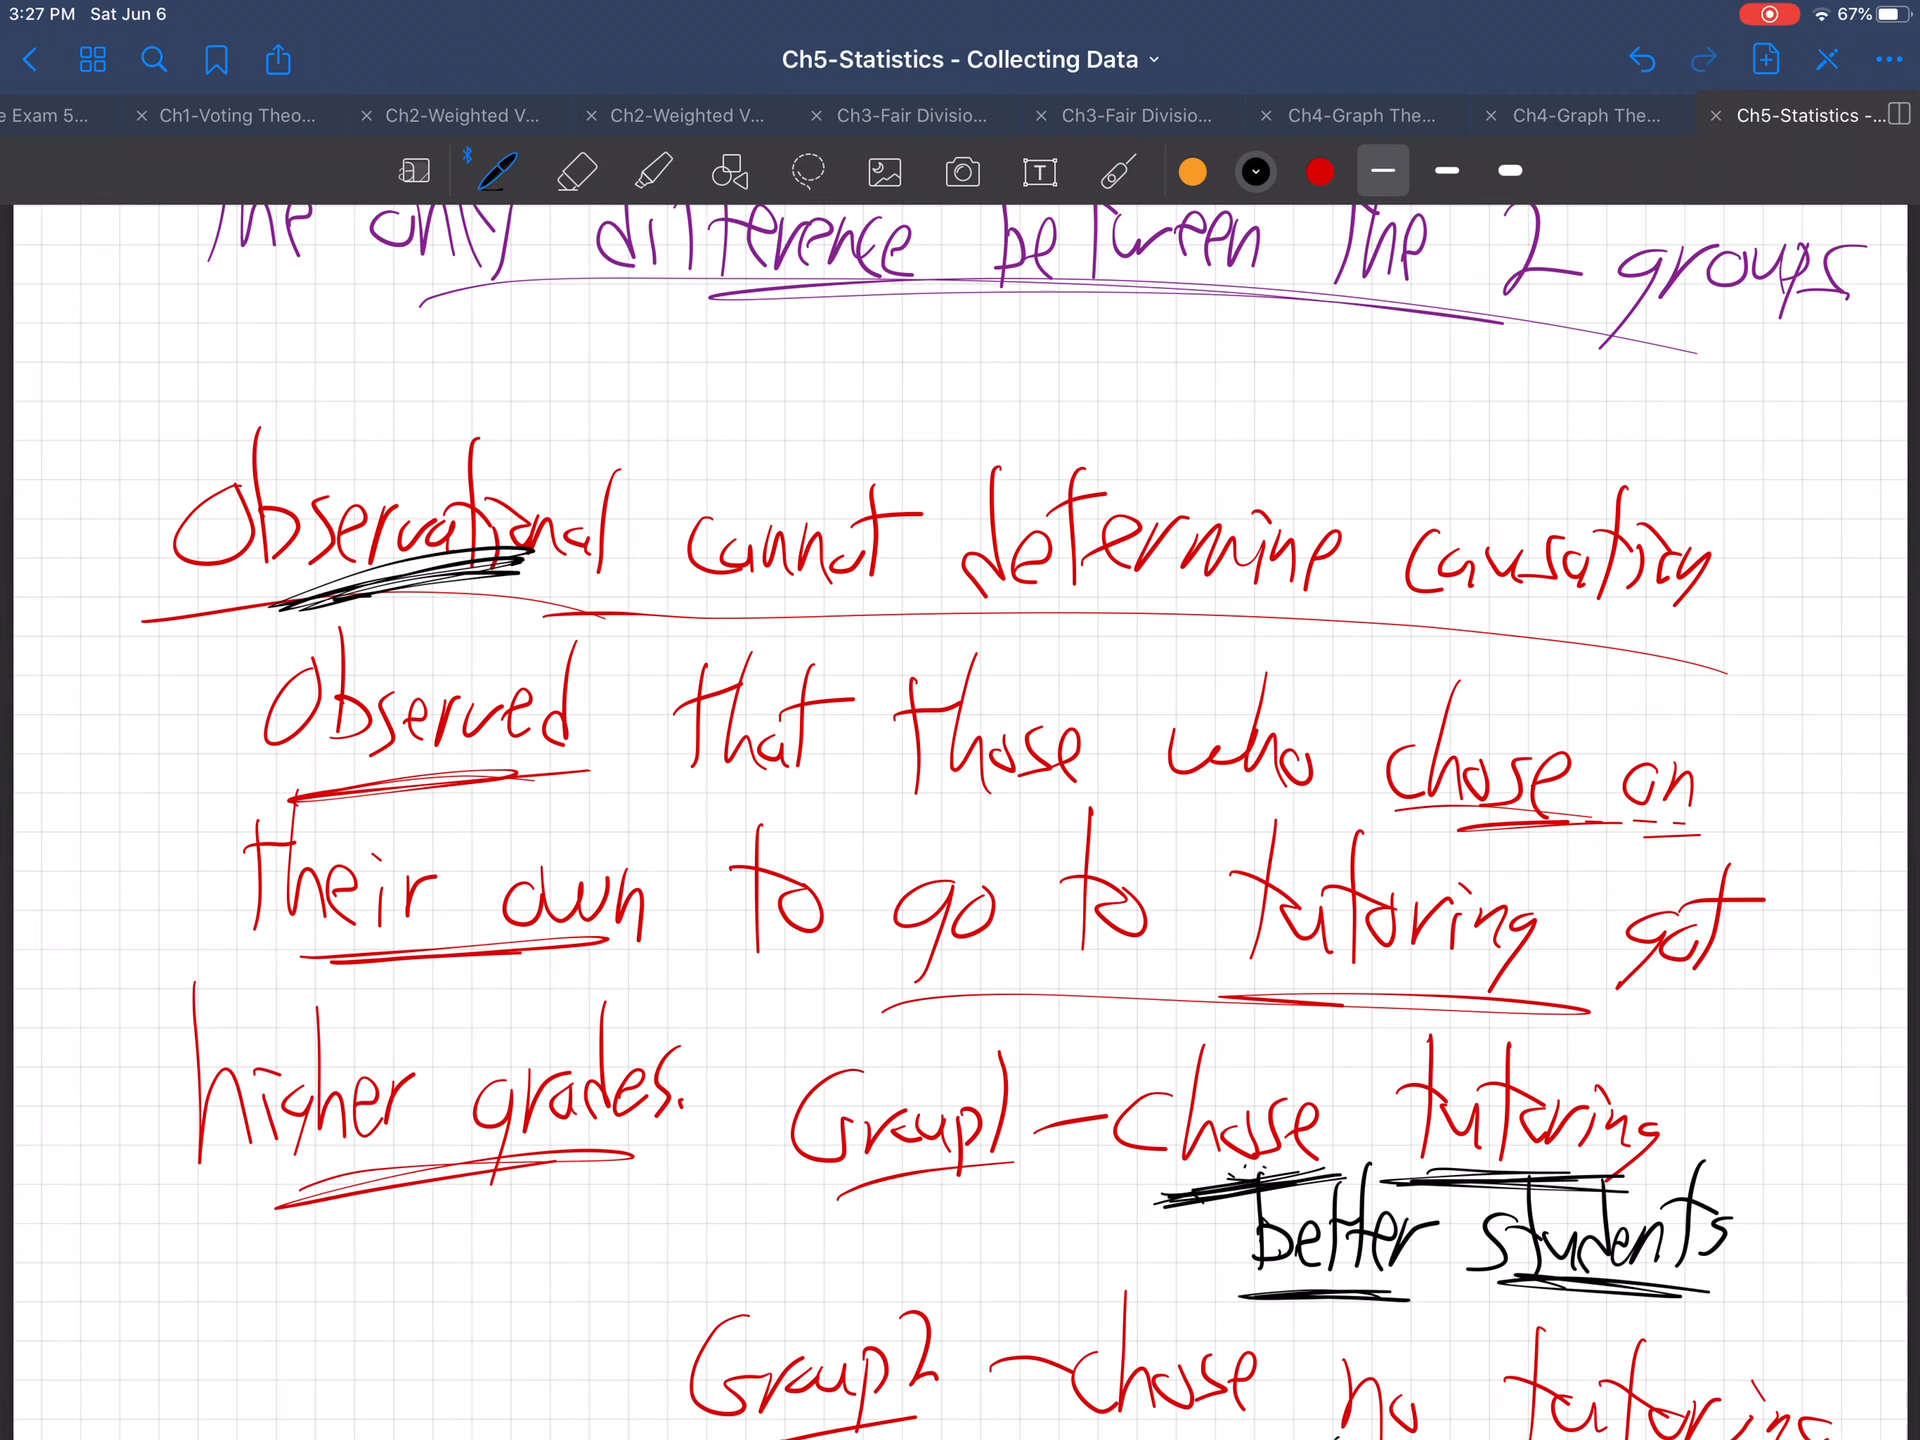 3:27 PM Sat Jun 6
67%
Ch5-Statistics - Collecting Data
e Exam 5...
Ch1-Voting Theo...
Ch2-Weighted V...
Ch2-Weighted V...
Ch3-Fair Divisio...
Ch3-Fair Divisio...
Ch4-Graph The...
Ch4-Graph The...
Ch5-Statistics -...
T
The only difference between the 2 groups
Observational cannot determine causation
Observed that those who chose on
their own to go to tutoring got
higher grades. Group1 - chose tutoring
better students
Group2 - chose no tutoring